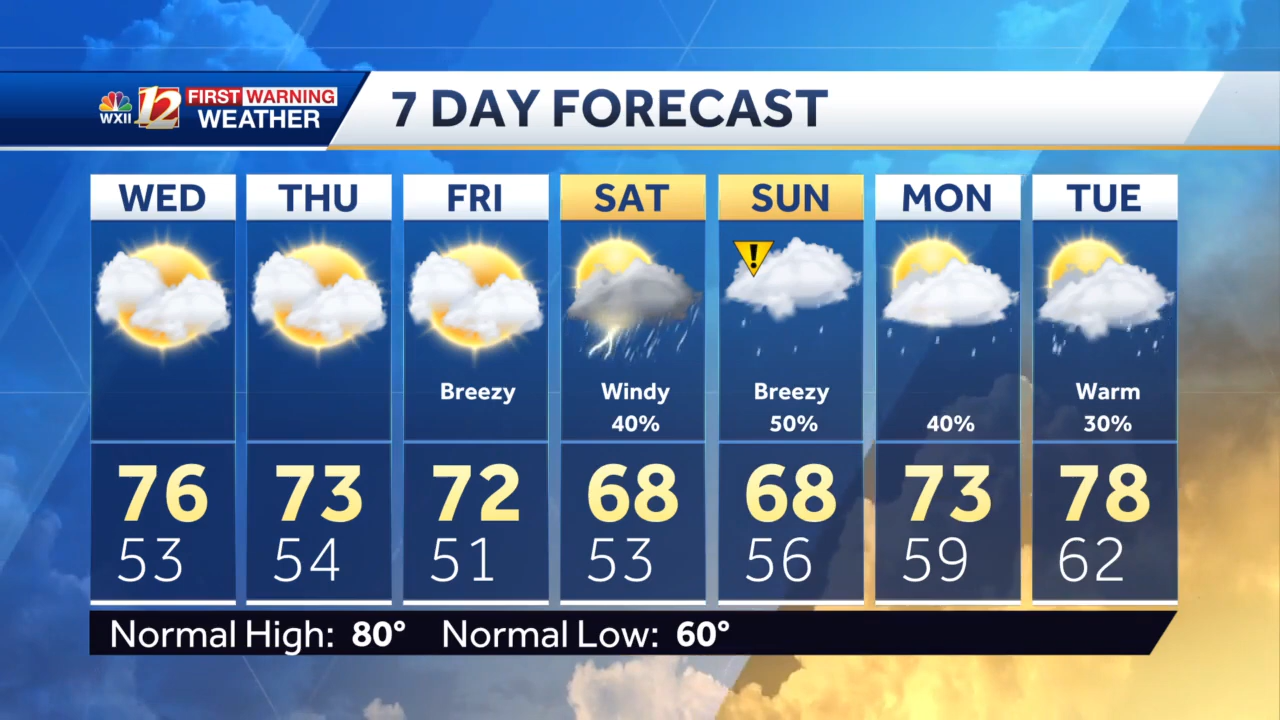 WXII 12 FIRST WARNING
WEATHER
7 DAY FORECAST
WED THU FRI SAT SUN MON TUE
!
Breezy Windy Breezy Warm
40% 50% 40% 30%
76 73 72 68 68 73 78
53 54 51 53 56 59 62
Normal High: 80° Normal Low: 60°